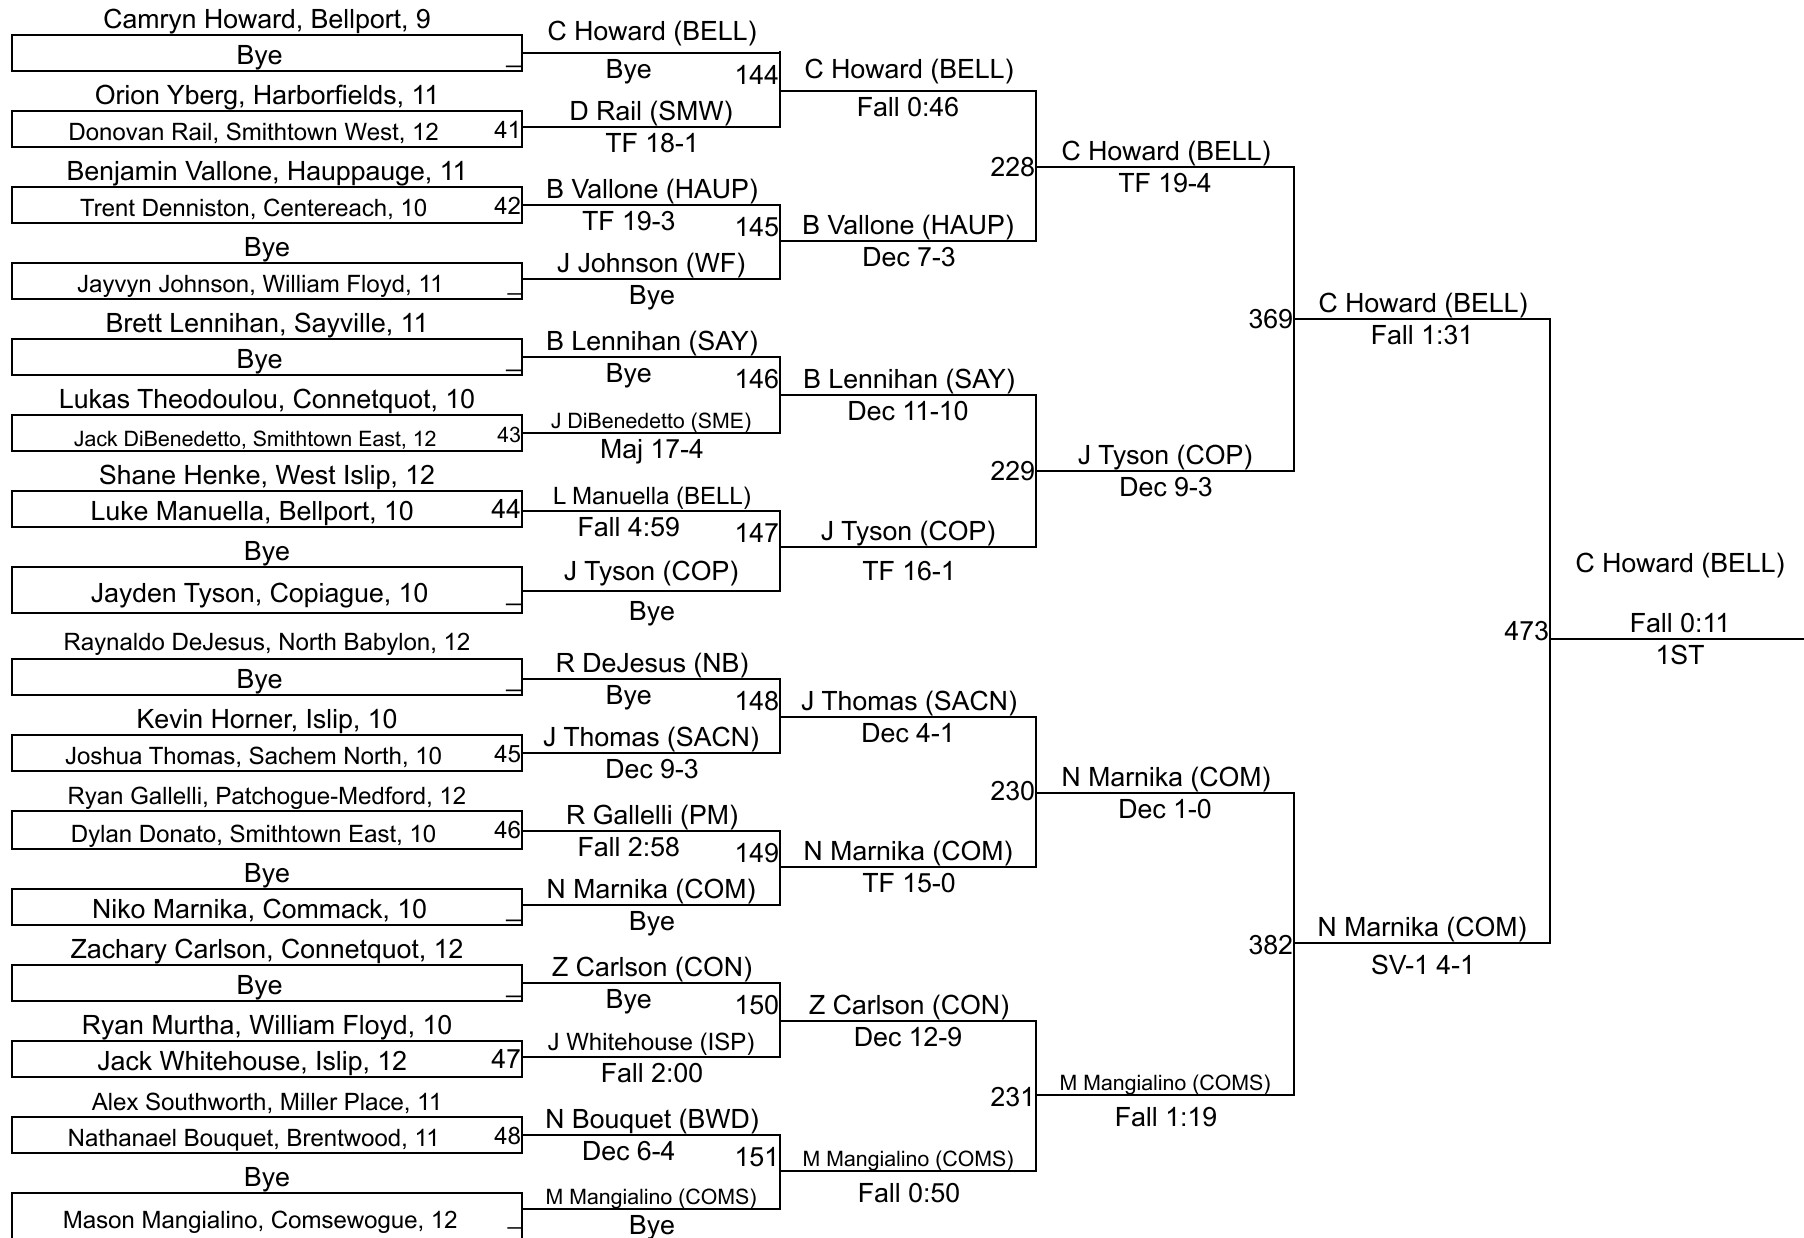 Camryn Howard, Bellport, 9
Bye _
Orion Yberg, Harborfields, 11
Donovan Rail, Smithtown West, 12 41
Benjamin Vallone, Hauppauge, 11
Trent Denniston, Centereach, 10 42
Bye
Jayvyn Johnson, William Floyd, 11 _
Brett Lennihan, Sayville, 11
Bye _
Lukas Theodoulou, Connetquot, 10
Jack DiBenedetto, Smithtown East, 12 43
Shane Henke, West Islip, 12
Luke Manuella, Bellport, 10 44
Bye
Jayden Tyson, Copiague, 10 _
Raynaldo DeJesus, North Babylon, 12
Bye _
Kevin Horner, Islip, 10
Joshua Thomas, Sachem North, 10 45
Ryan Gallelli, Patchogue-Medford, 12
Dylan Donato, Smithtown East, 10 46
Bye
Niko Marnika, Commack, 10 _
Zachary Carlson, Connetquot, 12
Bye _
Ryan Murtha, William Floyd, 10
Jack Whitehouse, Islip, 12 47
Alex Southworth, Miller Place, 11
Nathanael Bouquet, Brentwood, 11 48
Bye
Mason Mangialino, Comsewogue, 12 _
C Howard (BELL)
Bye 144
D Rail (SMW)
TF 18-1
B Vallone (HAUP)
TF 19-3 145
J Johnson (WF)
Bye
B Lennihan (SAY)
Bye 146
J DiBenedetto (SME)
Maj 17-4
L Manuella (BELL)
Fall 4:59 147
J Tyson (COP)
Bye
R DeJesus (NB)
Bye 148
J Thomas (SACN)
Dec 9-3
R Gallelli (PM)
Fall 2:58 149
N Marnika (COM)
Bye
Z Carlson (CON)
Bye 150
J Whitehouse (ISP)
Fall 2:00
N Bouquet (BWD)
Dec 6-4 151
M Mangialino (COMS)
Bye
C Howard (BELL)
Fall 0:46
228
B Vallone (HAUP)
Dec 7-3
B Lennihan (SAY)
Dec 11-10
229
J Tyson (COP)
TF 16-1
J Thomas (SACN)
Dec 4-1
230
N Marnika (COM)
TF 15-0
Z Carlson (CON)
Dec 12-9
231
M Mangialino (COMS)
Fall 0:50
C Howard (BELL)
TF 19-4
369
J Tyson (COP)
Dec 9-3
N Marnika (COM)
Dec 1-0
382
M Mangialino (COMS)
Fall 1:19
C Howard (BELL)
Fall 1:31
473
N Marnika (COM)
SV-1 4-1
C Howard (BELL)
Fall 0:11
1ST